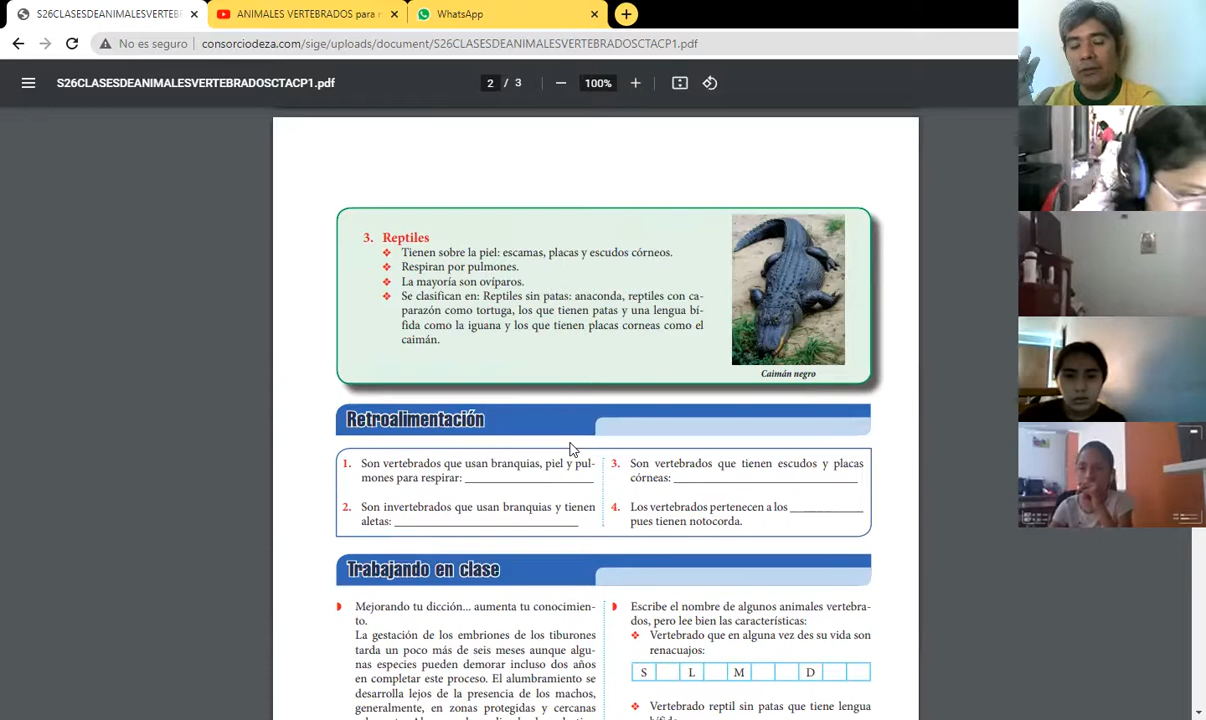 S26CLASESDEANIMALESVERTEBR
ANIMALES VERTEBRADOS para n
WhatsApp
No es seguro
consorciodeza.com/sige/uploads/document/S26CLASESDEANIMALESVERTEBRADOSCTACP1.pdf
S26CLASESDEANIMALESVERTEBRADOSCTACP1.pdf
2 / 3
100%
3. Reptiles
❖ Tienen sobre la piel: escamas, placas y escudos córneos.
❖ Respiran por pulmones.
❖ La mayoría son ovíparos.
❖ Se clasifican en: Reptiles sin patas: anaconda, reptiles con ca-
parazón como tortuga, los que tienen patas y una lengua bí-
fida como la iguana y los que tienen placas corneas como el
caimán.
Caimán negro
Retroalimentación
1. Son vertebrados que usan branquias, piel y pul-
mones para respirar: ____________
2. Son invertebrados que usan branquias y tienen
aletas: ____________
3. Son vertebrados que tienen escudos y placas
córneas: ____________
4. Los vertebrados pertenecen a los ____________
pues tienen notocorda.
Trabajando en clase
Mejorando tu dicción... aumenta tu conocimien-
to.
La gestación de los embriones de los tiburones
tarda un poco más de seis meses aunque algu-
nas especies pueden demorar incluso dos años
en completar este proceso. El alumbramiento se
desarrolla lejos de la presencia de los machos,
generalmente, en zonas protegidas y cercanas
Escribe el nombre de algunos animales vertebra-
dos, pero lee bien las características:
❖ Vertebrado que en alguna vez des su vida son
renacuajos:
S L M D
❖ Vertebrado reptil sin patas que tiene lengua